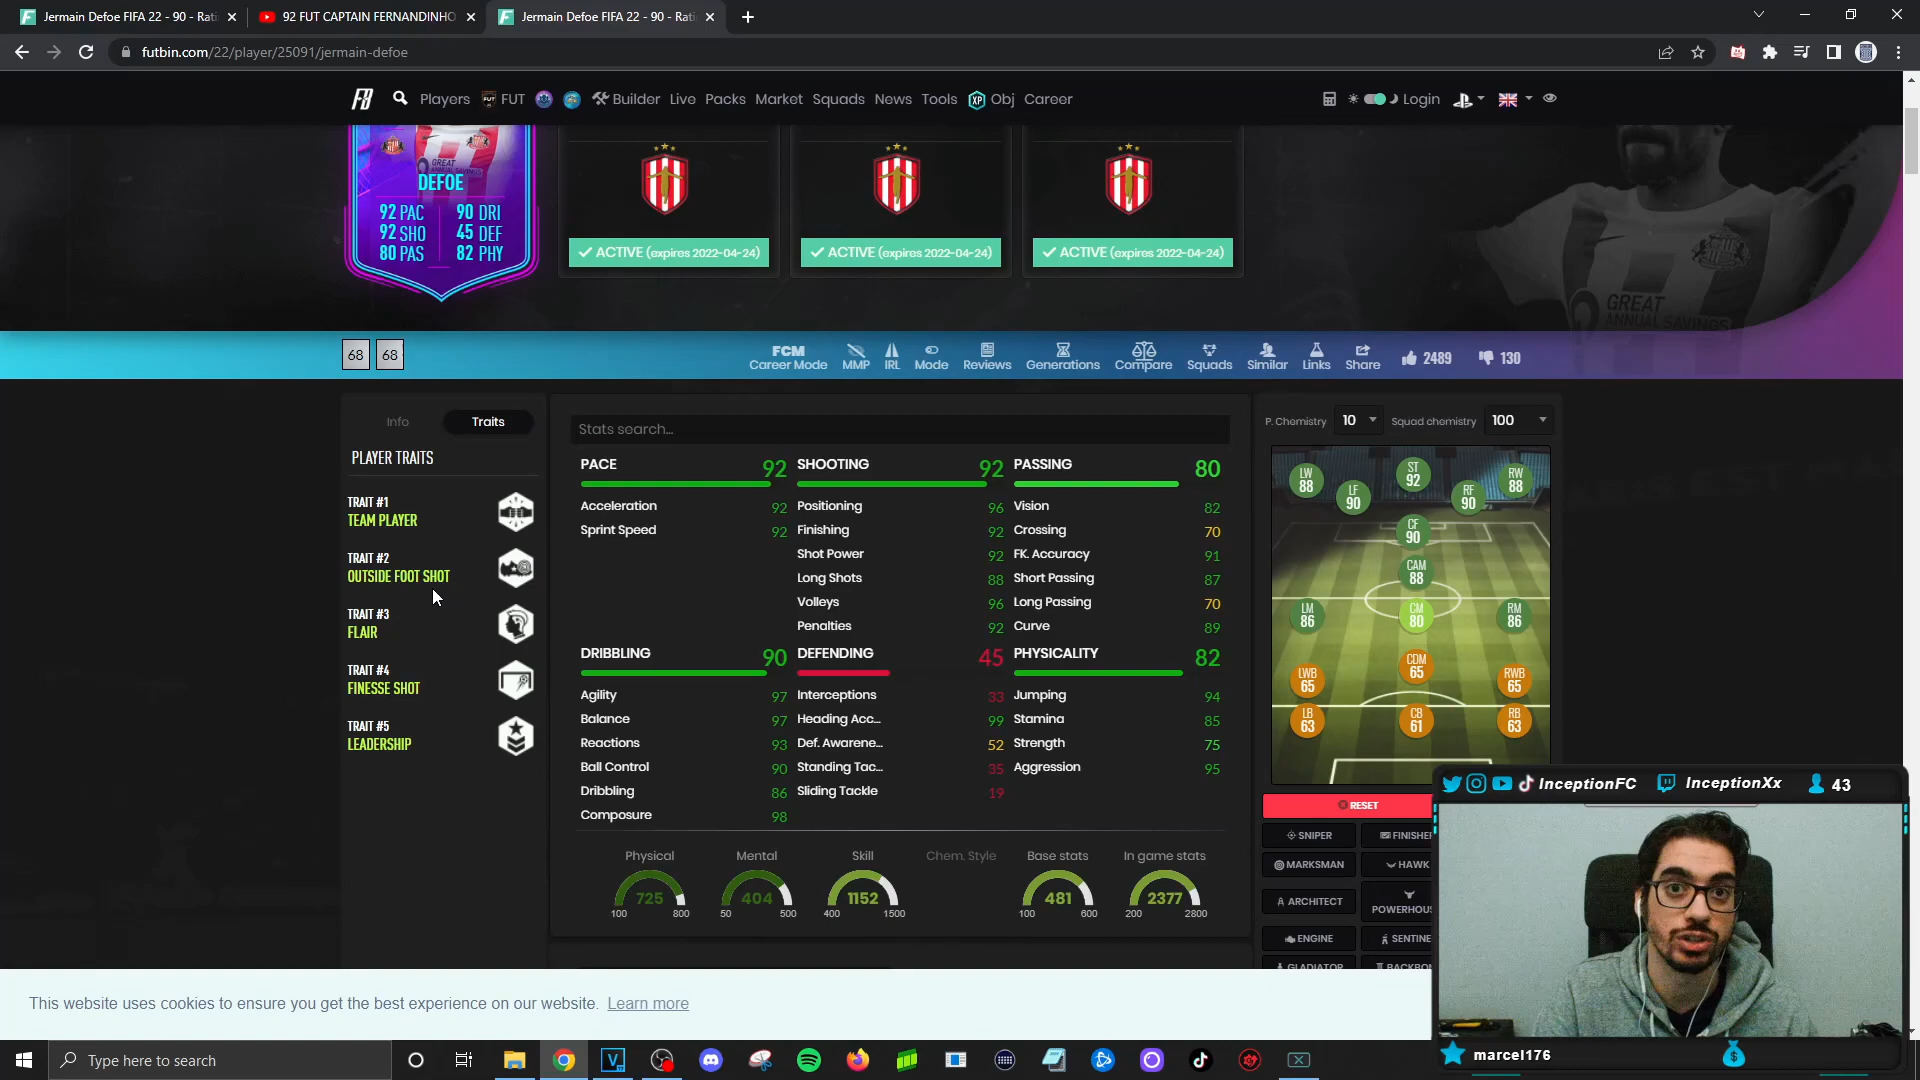 Jermain Defoe FIFA 22 - 90 - Rati
92 FUT CAPTAIN FERNANDINHO
Jermain Defoe FIFA 22 - 90 - Rati
futbin.com/22/player/25091/jermain-defoe
Players FUT Builder Live Packs Market Squads News Tools XP Obj Career Login
GREAT
DEFOE
92 PAC 90 DRI
92 SHO 45 DEF
80 PAS 82 PHY
ACTIVE (expires 2022-04-24)
ACTIVE (expires 2022-04-24)
ACTIVE (expires 2022-04-24)
GREAT
ANNUAL SAVINGS
68 68
FCM
Career Mode MMP IRL Mode Reviews Generations Compare Squads Similar Links Share 2489 130
Info Traits
PLAYER TRAITS
TRAIT #1
TEAM PLAYER
TRAIT #2
OUTSIDE FOOT SHOT
TRAIT #3
FLAIR
TRAIT #4
FINESSE SHOT
TRAIT #5
LEADERSHIP
Stats search...
PACE 92
Acceleration 92
Sprint Speed 92
SHOOTING 92
Positioning 96
Finishing 92
Shot Power 92
Long Shots 88
Volleys 96
Penalties 92
PASSING 80
Vision 82
Crossing 70
FK. Accuracy 91
Short Passing 87
Long Passing 70
Curve 89
DRIBBLING 90
Agility 97
Balance 97
Reactions 93
Ball Control 90
Dribbling 86
Composure 98
DEFENDING 45
Interceptions 33
Heading Acc... 99
Def. Awarene... 52
Standing Tac... 35
Sliding Tackle 19
PHYSICALITY 82
Jumping 94
Stamina 85
Strength 75
Aggression 95
Physical
725
100 800
Mental
404
50 500
Skill
1152
400 1500
Chem. Style
Base stats
481
100 600
In game stats
2377
200 2800
P. Chemistry 10 Squad chemistry 100
LW
88
LF
90
ST
92
RF
90
RW
88
CF
90
CAM
88
LM
86
CM
80
RM
86
LWB
65
CDM
65
RWB
65
LB
63
CB
61
RB
63
RESET
SNIPER FINISHER
MARKSMAN HAWK
ARCHITECT POWERHOUS
ENGINE SENTINE
GLADIATOR BACKBO
InceptionFC InceptionXx 43
marcel176
This website uses cookies to ensure you get the best experience on our website. Learn more
Type here to search